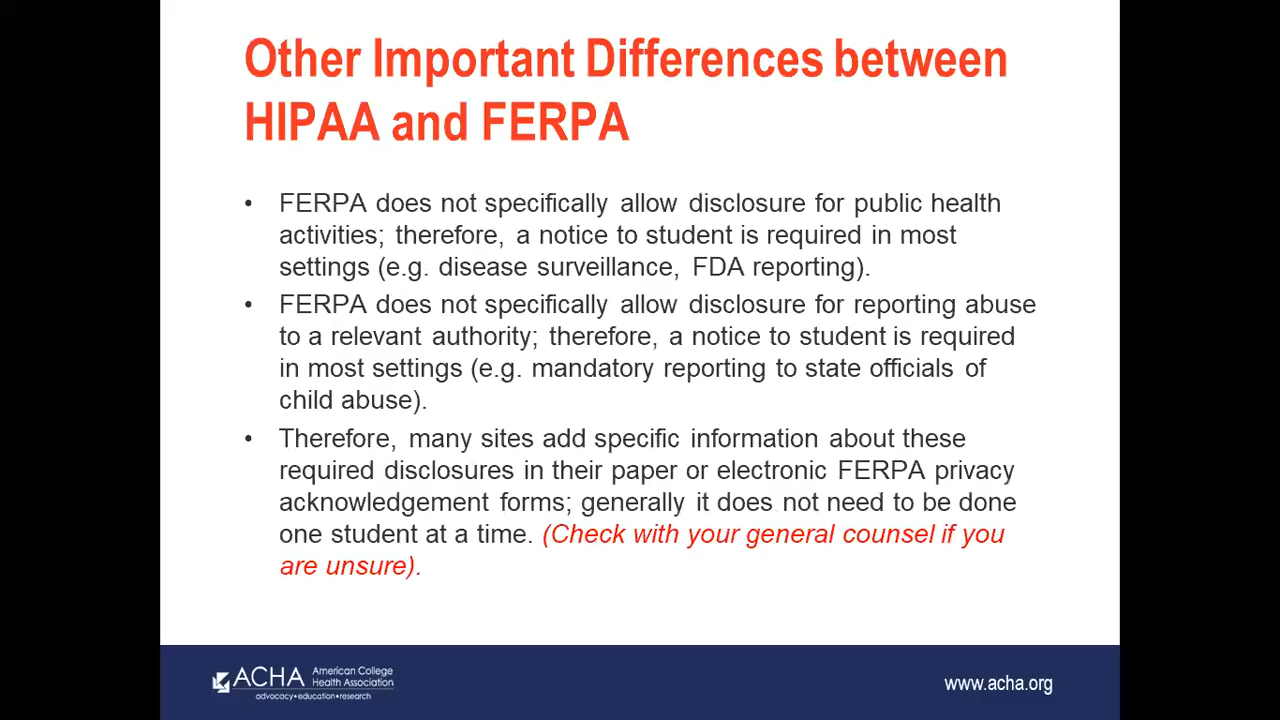 Other Important Differences between
HIPAA and FERPA
• FERPA does not specifically allow disclosure for public health
activities; therefore, a notice to student is required in most
settings (e.g. disease surveillance, FDA reporting).
• FERPA does not specifically allow disclosure for reporting abuse
to a relevant authority; therefore, a notice to student is required
in most settings (e.g. mandatory reporting to state officials of
child abuse).
• Therefore, many sites add specific information about these
required disclosures in their paper or electronic FERPA privacy
acknowledgement forms; generally it does not need to be done
one student at a time. (Check with your general counsel if you
are unsure).
ACHA American College
Health Association
advocacy•education•research
www.acha.org